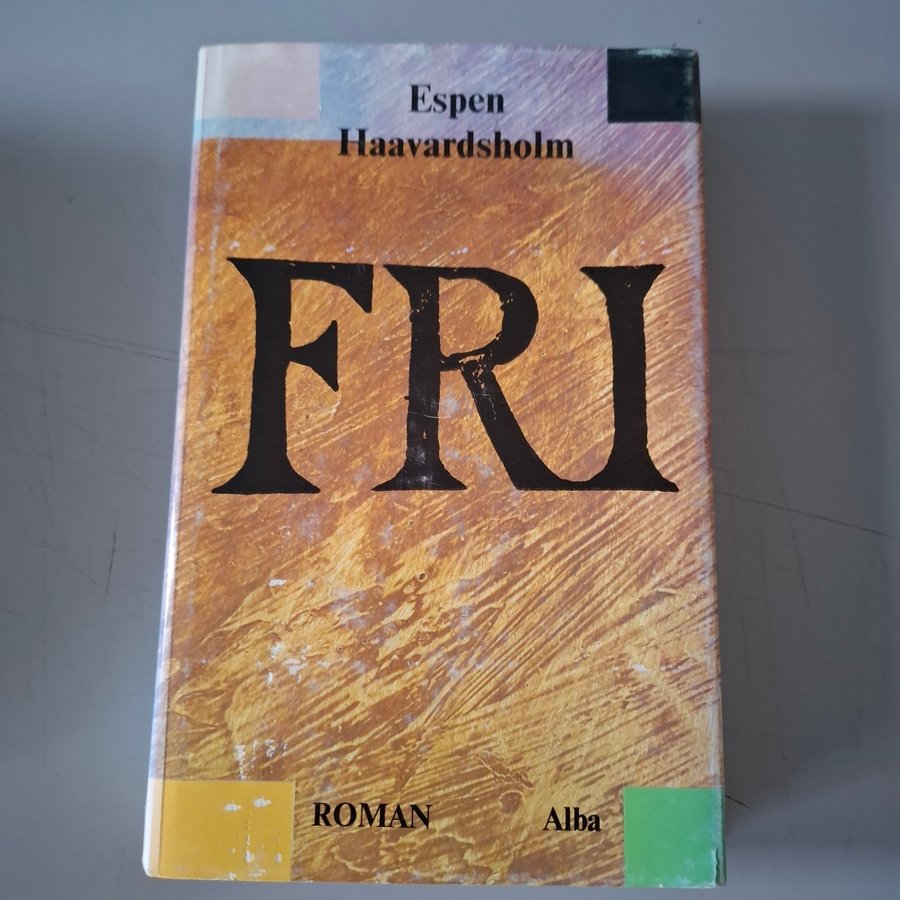 Espen
Haavardsholm
FRI
ROMAN Alba